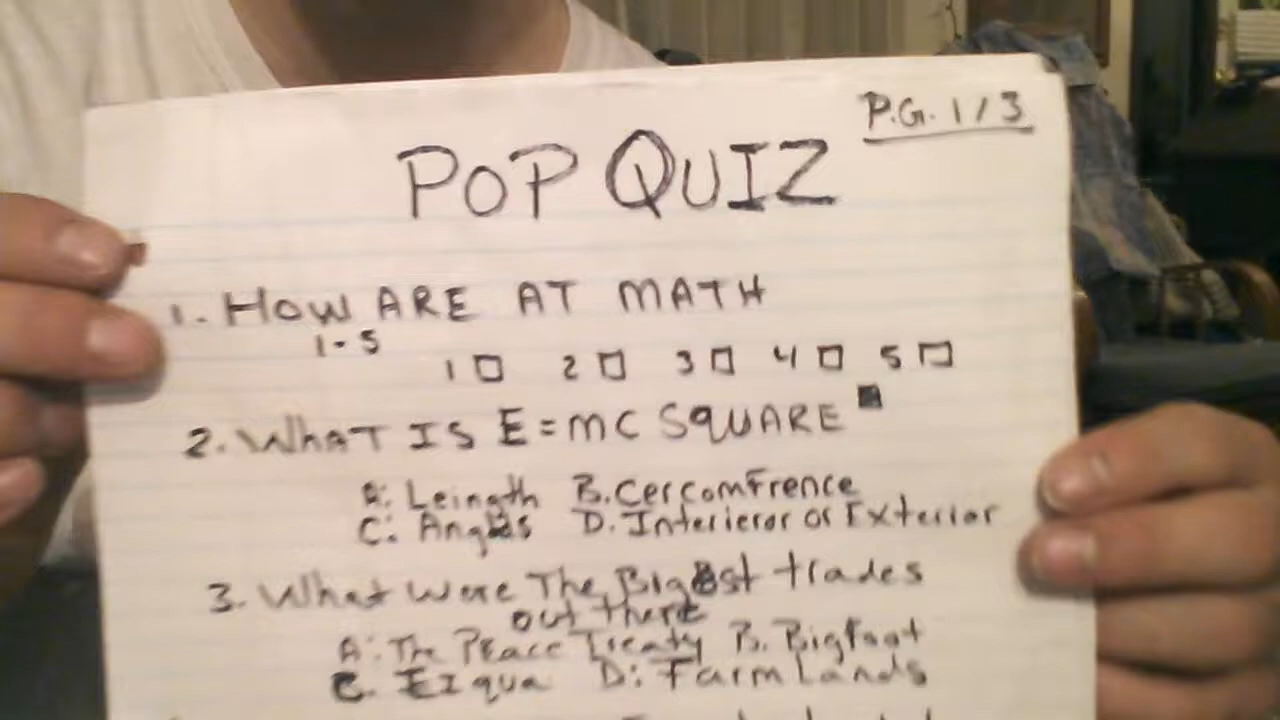 P.G. 1/3
POP QUIZ
1. HOW ARE AT MATH
1-5
1 2 3 4 5
2. WHAT IS E=MC SQUARE
A: Leingth B. CercomFrence
C: Angles D. Interieror or Exterior
3. What were The Bigest trades
out there
A: The Peace Treaty B. Bigfoot
C. EIqua D: Farm Lands